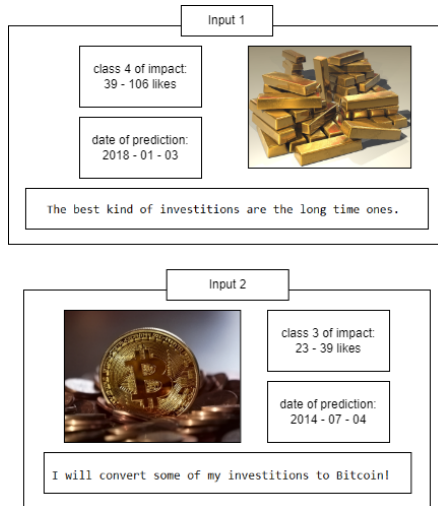 Input 1
class 4 of impact:
39 - 106 likes
date of prediction:
2018 - 01 - 03
The best kind of investitions are the long time ones.
Input 2
class 3 of impact:
23 - 39 likes
date of prediction:
2014 - 07 - 04
I will convert some of my investitions to Bitcoin!